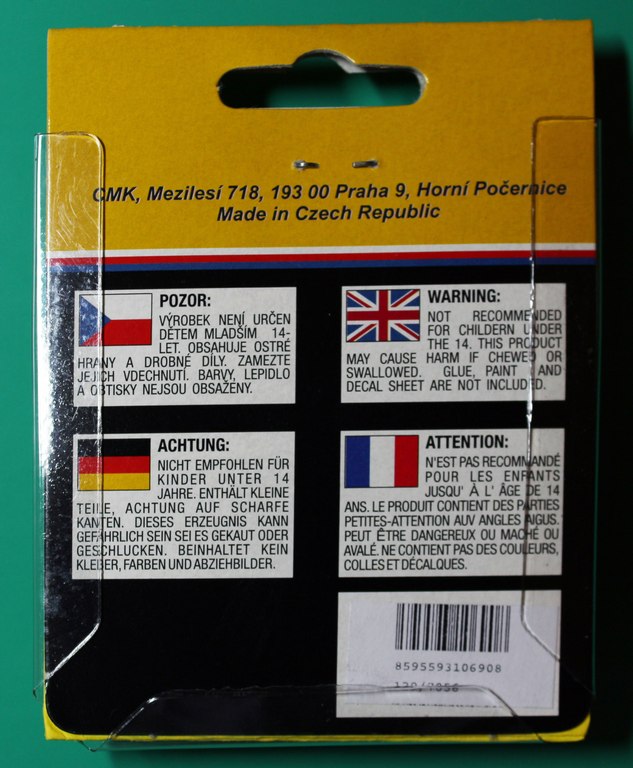 CMK, Mezilesí 718, 193 00 Praha 9, Horní Počernice
Made in Czech Republic
POZOR:
VÝROBEK NENÍ URČEN
DĚTEM MLADŠÍM 14-
LET. OBSAHUJE OSTRÉ
HRANY A DROBNÉ DÍLY. ZAMEZTE
JEJICH VDECHNUTÍ. BARVY, LEPIDLO
A OBTISKY NEJSOU OBSAŽENY.
WARNING:
NOT RECOMMENDED
FOR CHILDERN UNDER
THE 14. THIS PRODUCT
MAY CAUSE HARM IF CHEWED OR
SWALLOWED. GLUE, PAINT AND
DECAL SHEET ARE NOT INCLUDED.
ACHTUNG:
NICHT EMPFOHLEN FÜR
KINDER UNTER 14
JAHRE. ENTHÄLT KLEINE
TEILE, ACHTUNG AUF SCHARFE
KANTEN. DIESES ERZEUGNIS KANN
GEFÄHRLICH SEIN SEI ES GEKAUT ODER
GESCHLUCKEN. BEINHALTET KEIN
KLEBER, FARBEN UND ABZIEHBILDER.
ATTENTION:
N'EST PAS RECOMMANDÉ
POUR LES ENFANTS
JUSQU' À L' ÂGE DE 14
ANS. LE PRODUIT CONTIENT DES PARTIES
PETITES-ATTENTION AUV ANGLES AIGUS.
PEUT ÊTRE DANGEREUX OU MACHÉ OU
AVALÉ. NE CONTIENT PAS DES COULEURS,
COLLES ET DÉCALQUES.
8595593106908
129/7056